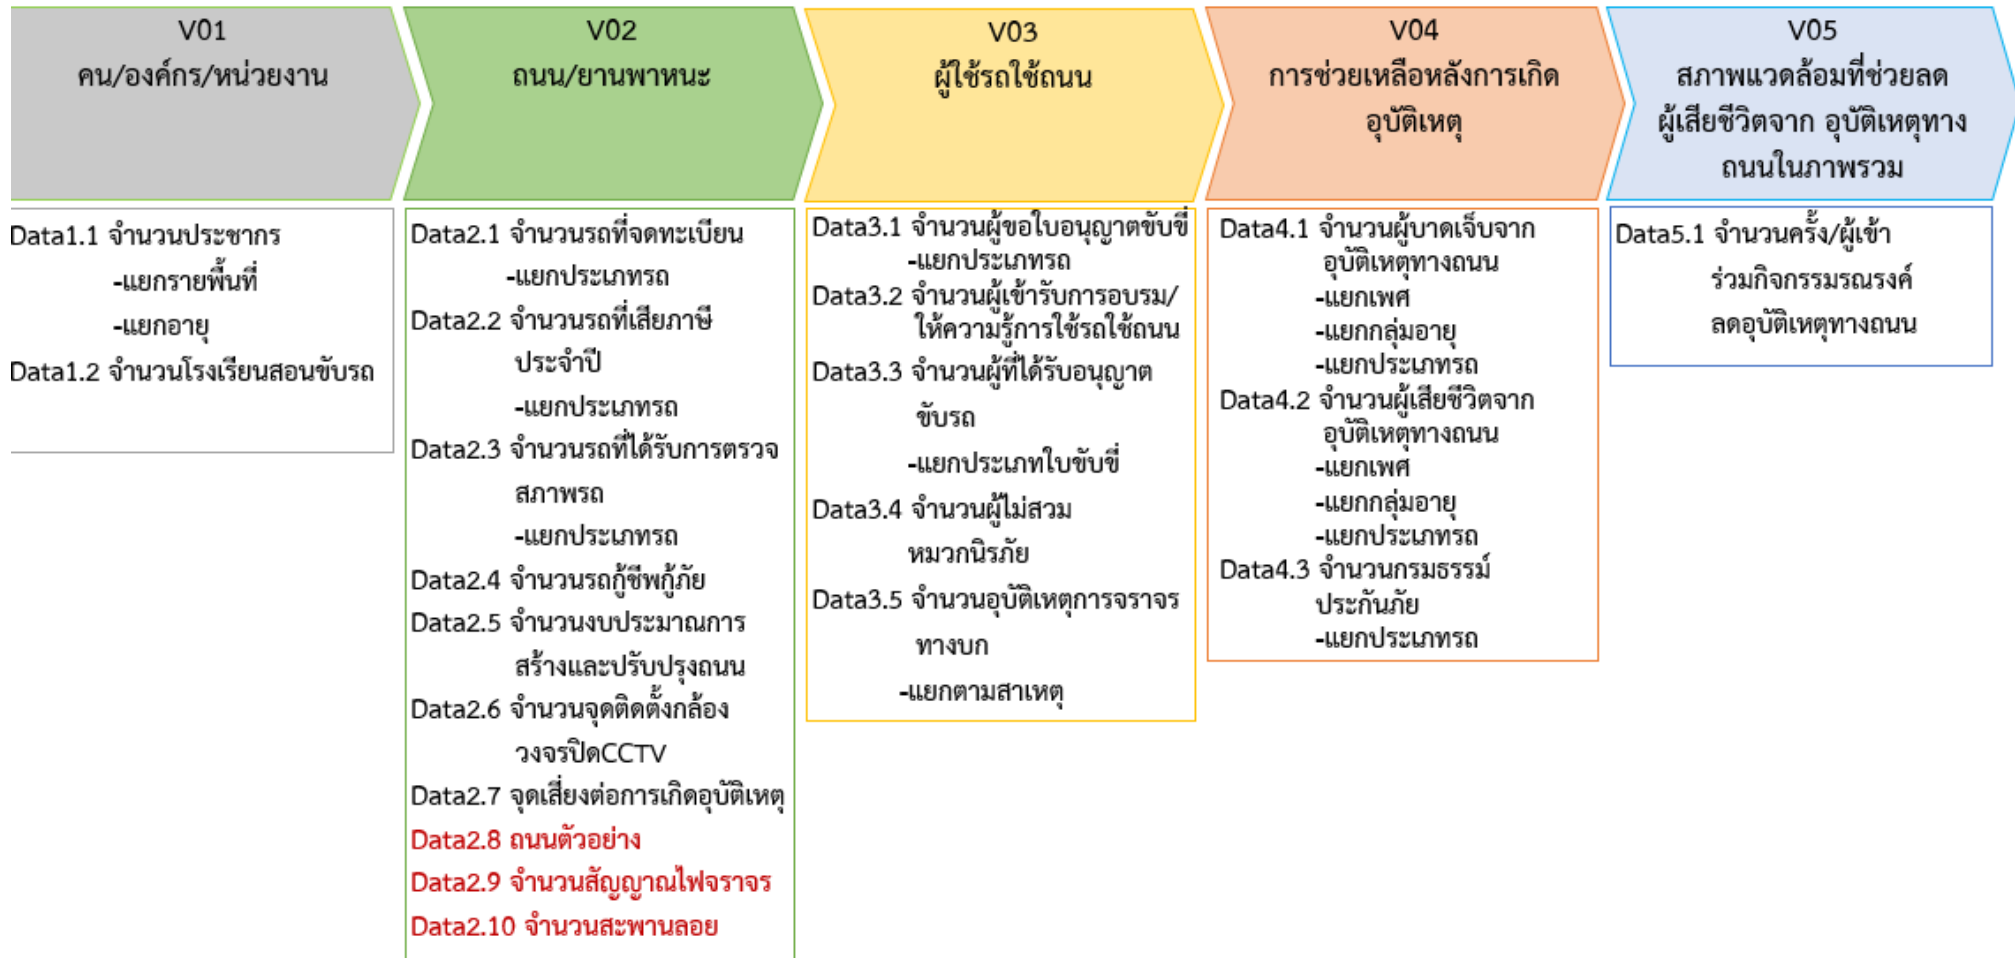 V01
คน/องค์กร/หน่วยงาน
Data1.1 จำนวนประชากร
-แยกรายพื้นที่
-แยกอายุ
Data1.2 จำนวนโรงเรียนสอนขับรถ
V02
ถนน/ยานพาหนะ
Data2.1 จำนวนรถที่จดทะเบียน
-แยกประเภทรถ
Data2.2 จำนวนรถที่เสียภาษี
ประจำปี
-แยกประเภทรถ
Data2.3 จำนวนรถที่ได้รับการตรวจ
สภาพรถ
-แยกประเภทรถ
Data2.4 จำนวนรถกู้ชีพกู้ภัย
Data2.5 จำนวนงบประมาณการ
สร้างและปรับปรุงถนน
Data2.6 จำนวนจุดติดตั้งกล้อง
วงจรปิดCCTV
Data2.7 จุดเสี่ยงต่อการเกิดอุบัติเหตุ
Data2.8 ถนนตัวอย่าง
Data2.9 จำนวนสัญญาณไฟจราจร
Data2.10 จำนวนสะพานลอย
V03
ผู้ใช้รถใช้ถนน
Data3.1 จำนวนผู้ขอใบอนุญาตขับขี่
-แยกประเภทรถ
Data3.2 จำนวนผู้เข้ารับการอบรม/
ให้ความรู้การใช้รถใช้ถนน
Data3.3 จำนวนผู้ที่ได้รับอนุญาต
ขับรถ
-แยกประเภทใบขับขี่
Data3.4 จำนวนผู้ไม่สวม
หมวกนิรภัย
Data3.5 จำนวนอุบัติเหตุการจราจร
ทางบก
-แยกตามสาเหตุ
V04
การช่วยเหลือหลังการเกิด
อุบัติเหตุ
Data4.1 จำนวนผู้บาดเจ็บจาก
อุบัติเหตุทางถนน
-แยกเพศ
-แยกกลุ่มอายุ
-แยกประเภทรถ
Data4.2 จำนวนผู้เสียชีวิตจาก
อุบัติเหตุทางถนน
-แยกเพศ
-แยกกลุ่มอายุ
-แยกประเภทรถ
Data4.3 จำนวนกรมธรรม์
ประกันภัย
-แยกประเภทรถ
V05
สภาพแวดล้อมที่ช่วยลด
ผู้เสียชีวิตจาก อุบัติเหตุทาง
ถนนในภาพรวม
Data5.1 จำนวนครั้ง/ผู้เข้า
ร่วมกิจกรรมรณรงค์
ลดอุบัติเหตุทางถนน